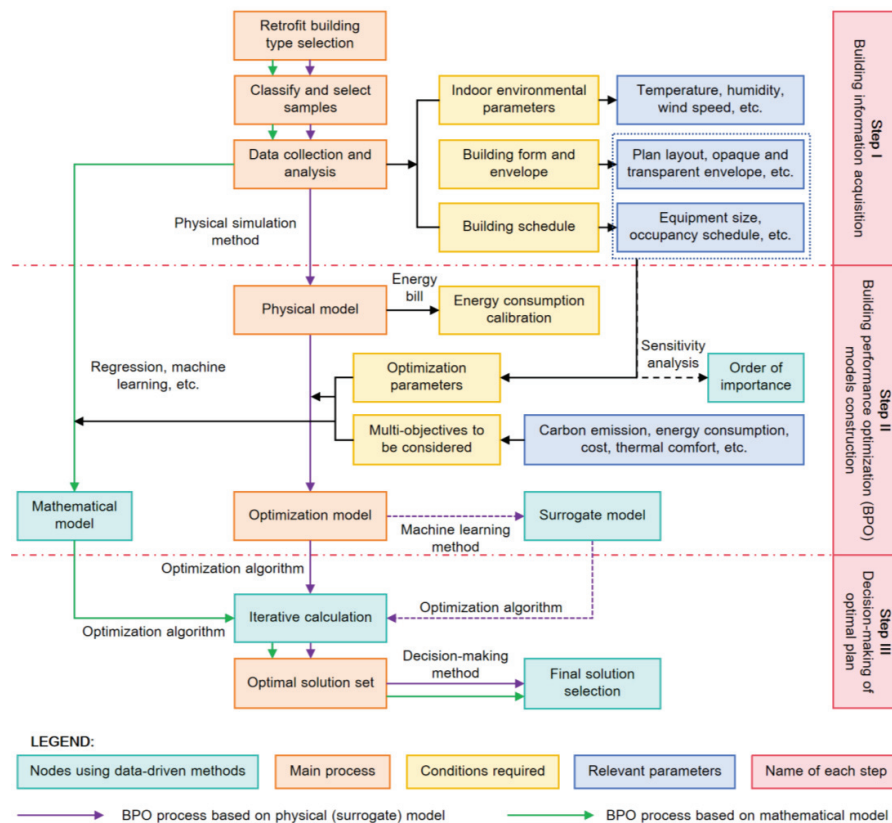 Retrofit building
type selection
Classify and select
samples
Data collection and
analysis
Indoor environmental
parameters
Temperature, humidity,
wind speed, etc.
Building form and
envelope
Plan layout, opaque and
transparent envelope, etc.
Building schedule
Equipment size,
occupancy schedule, etc.
Step I
Building information acquisition
Physical simulation
method
Physical model
Energy
bill
Energy consumption
calibration
Sensitivity
analysis
Order of
importance
Regression, machine
learning, etc.
Optimization
parameters
Multi-objectives to
be considered
Carbon emission, energy consumption,
cost, thermal comfort, etc.
Mathematical
model
Optimization model
Machine learning
method
Surrogate model
Step II
Building performance optimization (BPO)
models construction
Optimization algorithm
Iterative calculation
Optimization algorithm
Optimization algorithm
Optimal solution set
Decision-making
method
Final solution
selection
Step III
Decision-making of
optimal plan
LEGEND:
Nodes using data-driven methods
Main process
Conditions required
Relevant parameters
Name of each step
BPO process based on physical (surrogate) model
BPO process based on mathematical model